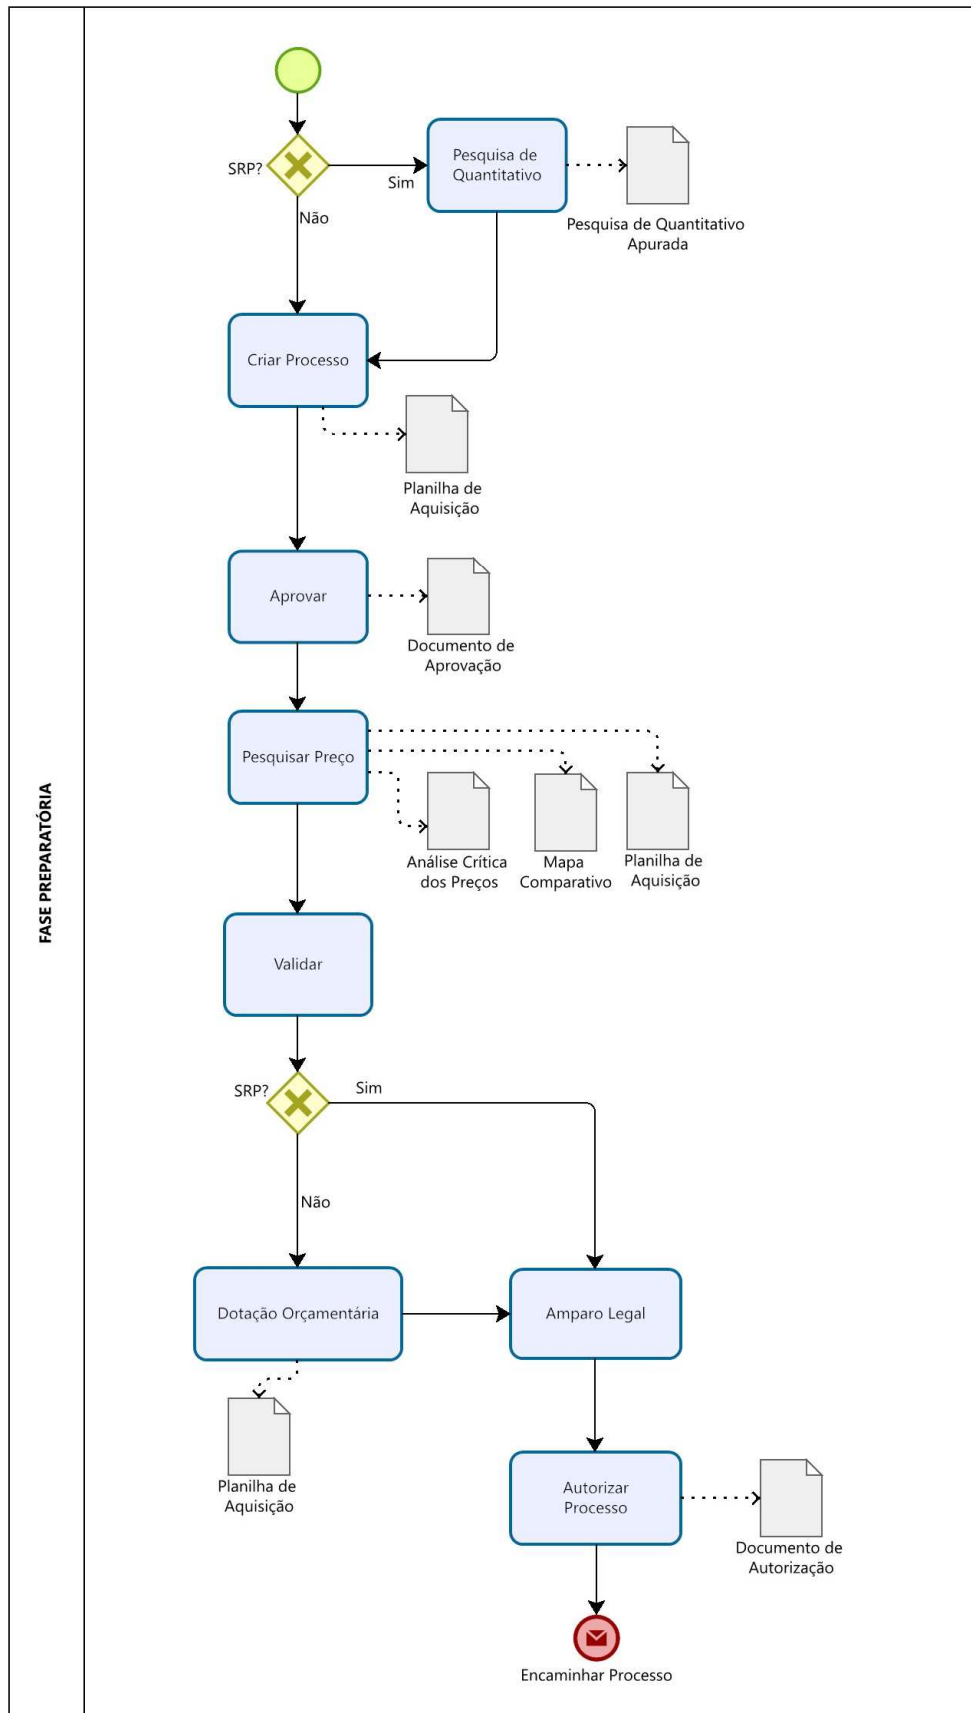 SRP?
Sim
Pesquisa de
Quantitativo
Pesquisa de Quantitativo
Apurada
Não
Criar Processo
Planilha de
Aquisição
Aprovar
Documento de
Aprovação
Pesquisar Preço
Análise Crítica
dos Preços
Mapa
Comparativo
Planilha de
Aquisição
FASE PREPARATÓRIA
Validar
SRP?
Sim
Não
Dotação Orçamentária
Amparo Legal
Planilha de
Aquisição
Autorizar
Processo
Documento de
Autorização
Encaminhar Processo